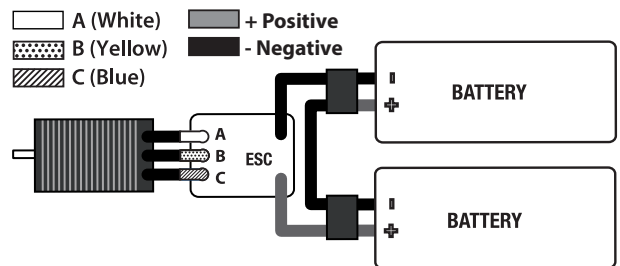 A (White)
B (Yellow)
C (Blue)
+ Positive
- Negative
A
B
C
ESC
BATTERY
-
+
BATTERY
-
+